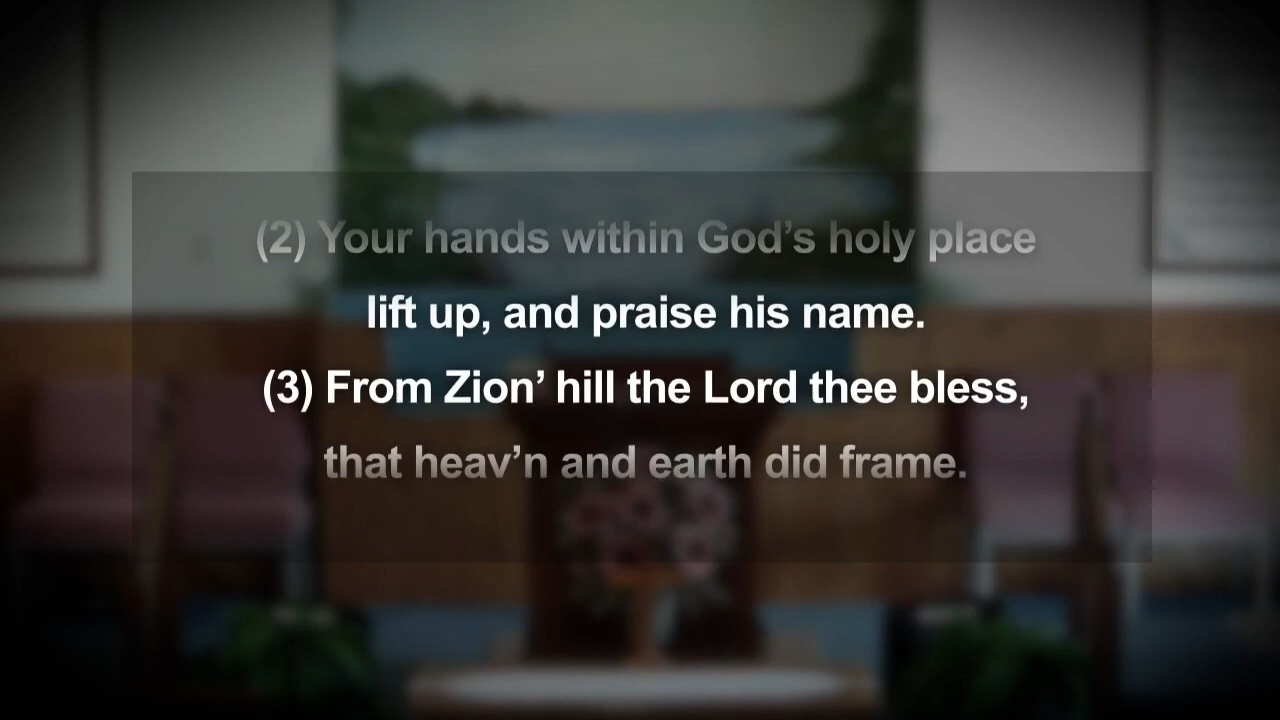 (2) Your hands within God’s holy place
lift up, and praise his name.
(3) From Zion’ hill the Lord thee bless,
that heav’n and earth did frame.